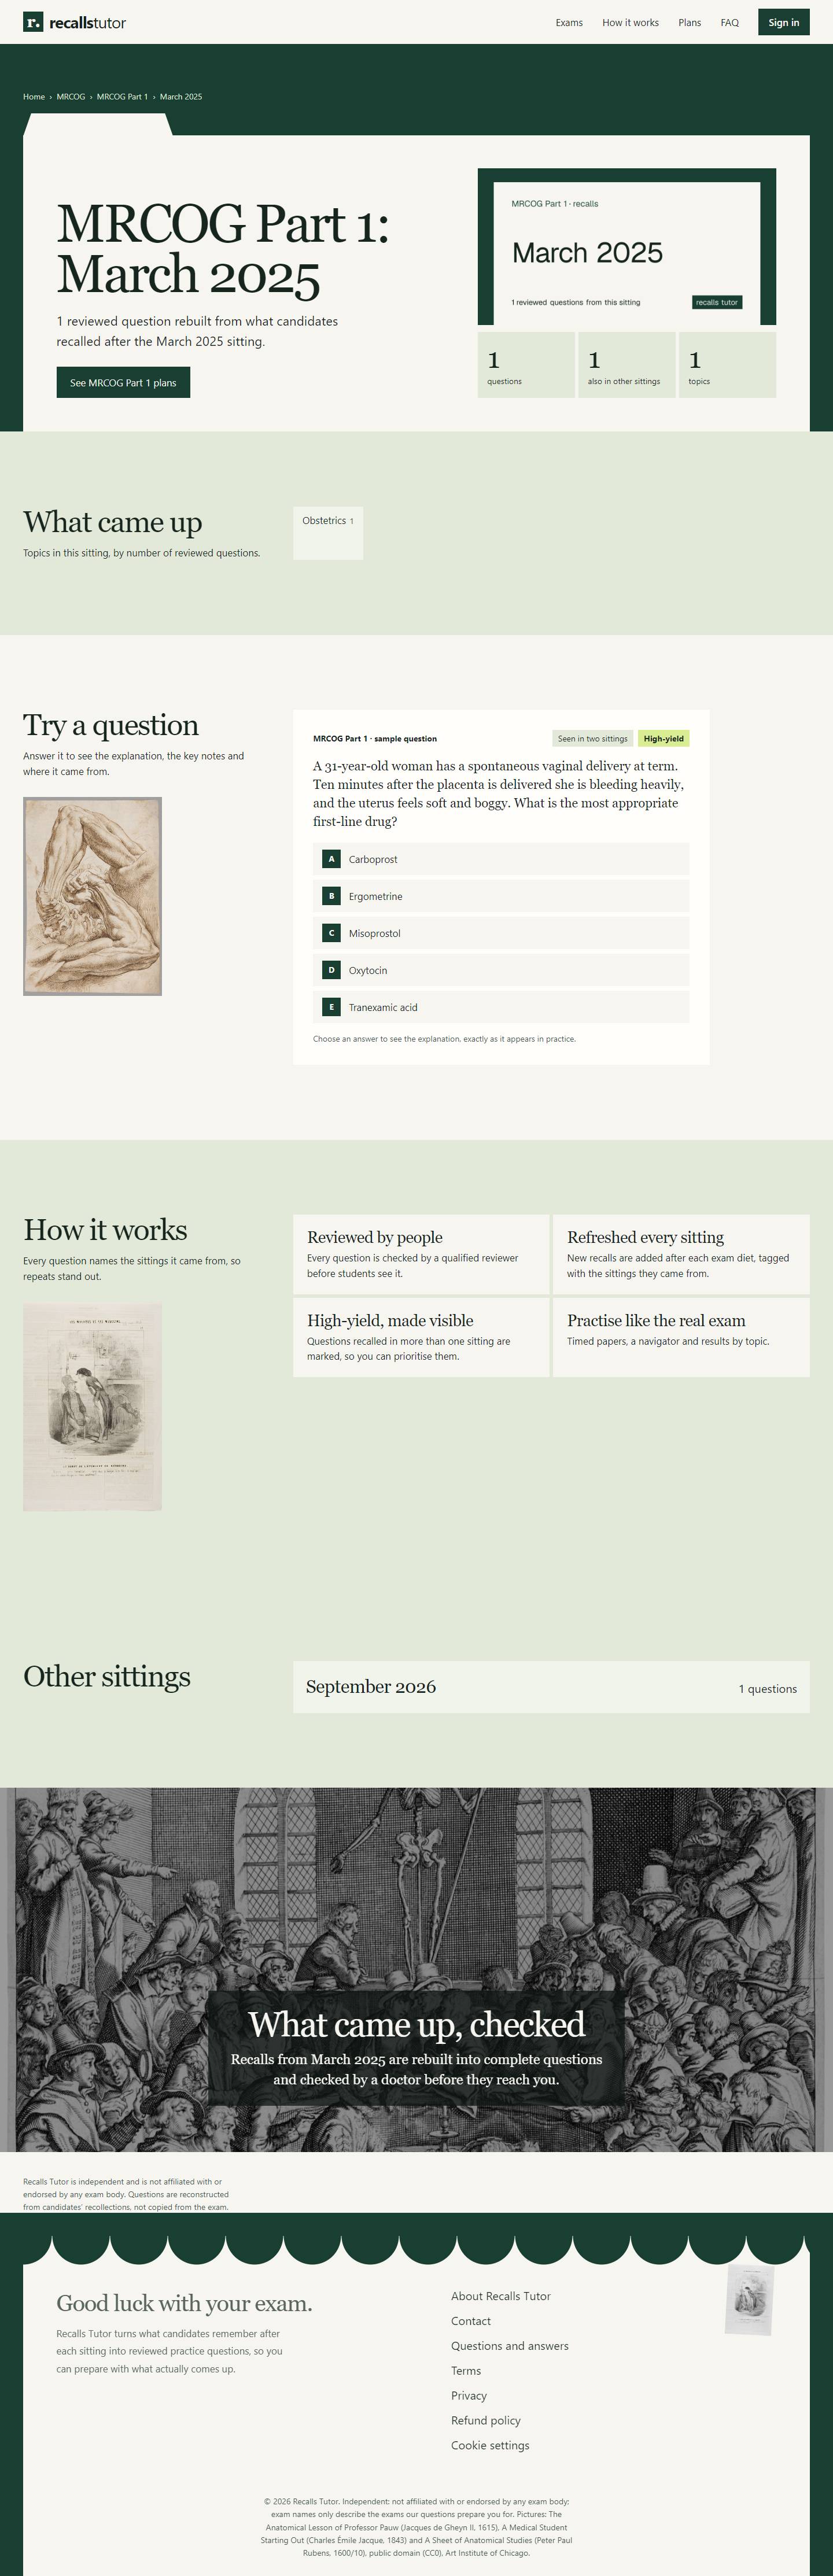 r. recallstutor
Exams How it works Plans FAQ Sign in
Home › MRCOG › MRCOG Part 1 › March 2025
MRCOG Part 1:
March 2025
1 reviewed question rebuilt from what candidates
recalled after the March 2025 sitting.
See MRCOG Part 1 plans
MRCOG Part 1 · recalls
March 2025
1 reviewed questions from this sitting
recalls tutor
1
questions
1
also in other sittings
1
topics
What came up
Topics in this sitting, by number of reviewed questions.
Obstetrics 1
Try a question
Answer it to see the explanation, the key notes and
where it came from.
MRCOG Part 1 · sample question
Seen in two sittings
High-yield
A 31-year-old woman has a spontaneous vaginal delivery at term.
Ten minutes after the placenta is delivered she is bleeding heavily,
and the uterus feels soft and boggy. What is the most appropriate
first-line drug?
A Carboprost
B Ergometrine
C Misoprostol
D Oxytocin
E Tranexamic acid
Choose an answer to see the explanation, exactly as it appears in practice.
How it works
Every question names the sittings it came from, so
repeats stand out.
Reviewed by people
Every question is checked by a qualified reviewer
before students see it.
Refreshed every sitting
New recalls are added after each exam diet, tagged
with the sittings they came from.
High-yield, made visible
Questions recalled in more than one sitting are
marked, so you can prioritise them.
Practise like the real exam
Timed papers, a navigator and results by topic.
Other sittings
September 2026
1 questions
What came up, checked
Recalls from March 2025 are rebuilt into complete questions
and checked by a doctor before they reach you.
Recalls Tutor is independent and is not affiliated with or
endorsed by any exam body. Questions are reconstructed
from candidates' recollections, not copied from the exam.
Good luck with your exam.
Recalls Tutor turns what candidates remember after
each sitting into reviewed practice questions, so you
can prepare with what actually comes up.
About Recalls Tutor
Contact
Questions and answers
Terms
Privacy
Refund policy
Cookie settings
© 2026 Recalls Tutor. Independent: not affiliated with or endorsed by any exam body;
exam names only describe the exams our questions prepare you for. Pictures: The
Anatomical Lesson of Professor Pauw (Jacques de Gheyn II, 1615), A Medical Student
Starting Out (Charles Émile Jacque, 1843) and A Sheet of Anatomical Studies (Peter Paul
Rubens, 1600/10), public domain (CC0), Art Institute of Chicago.